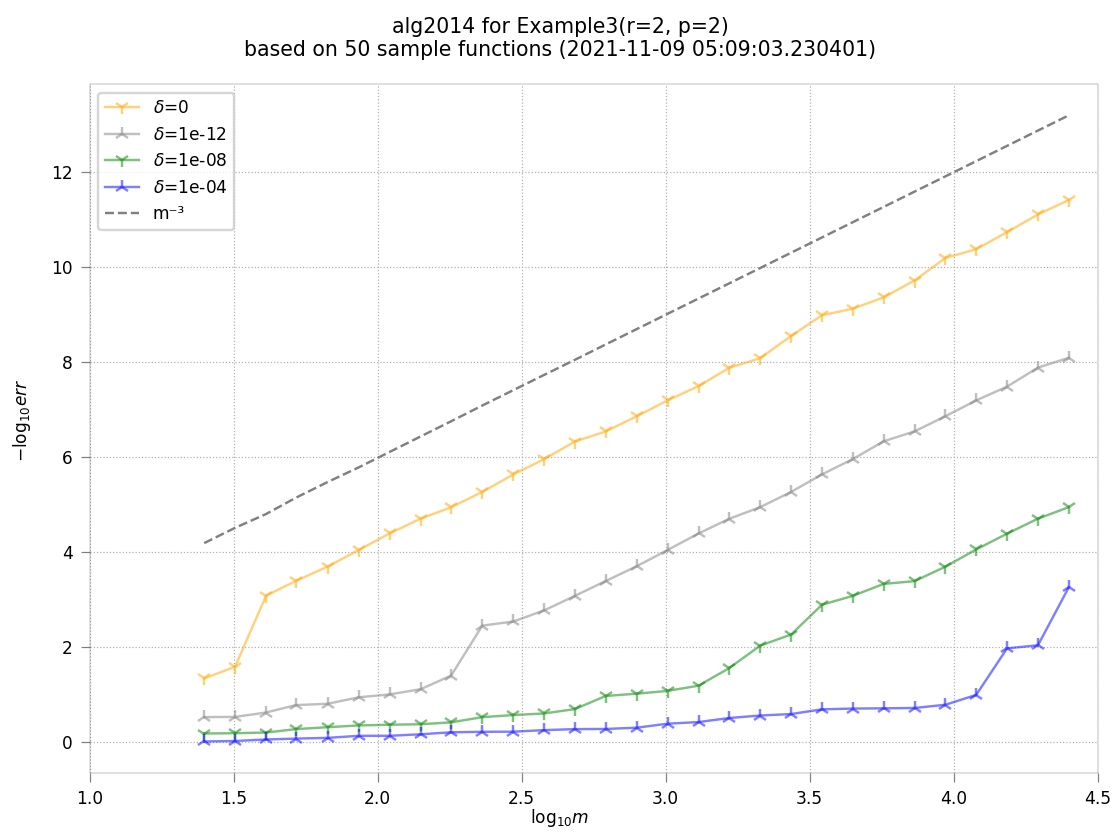 alg2014 for Example3(r=2, p=2)
based on 50 sample functions (2021-11-09 05:09:03.230401)
δ=0
δ=1e-12
δ=1e-08
δ=1e-04
m⁻³
12
10
8
6
4
2
0
−log₁₀err
1.0 1.5 2.0 2.5 3.0 3.5 4.0 4.5
log₁₀m